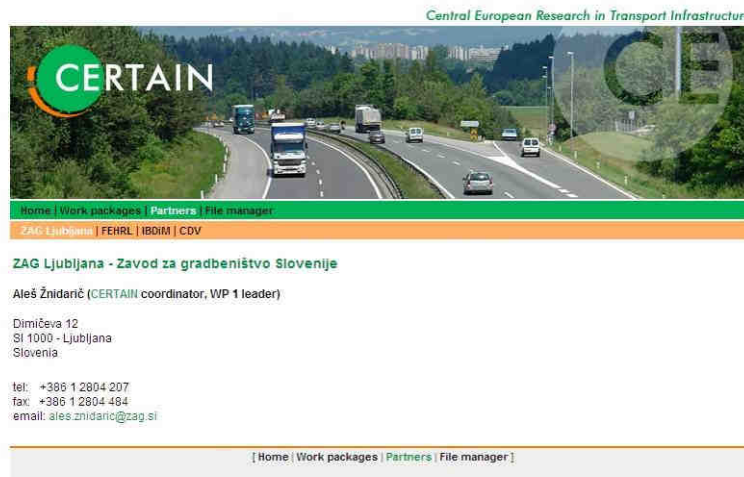 Central European Research in Transport Infrastructur
CERTAIN
CE
Home | Work packages | Partners | File manager
ZAG Ljubljana | FEHRL | IBDiM | CDV
ZAG Ljubljana - Zavod za gradbeništvo Slovenije
Aleš Žnidarič (CERTAIN coordinator, WP 1 leader)
Dimičeva 12
SI 1000 - Ljubljana
Slovenia
tel: +386 1 2804 207
fax: +386 1 2804 484
email: ales.znidaric@zag.si
[ Home | Work packages | Partners | File manager ]